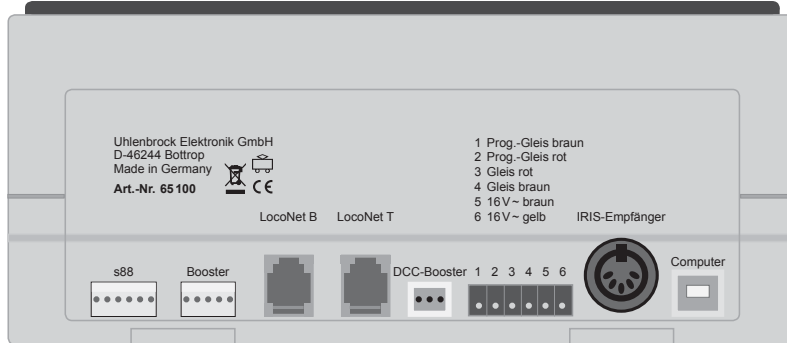 Uhlenbrock Elektronik GmbH
D-46244 Bottrop
Made in Germany
Art.-Nr. 65 100
CE
1 Prog.-Gleis braun
2 Prog.-Gleis rot
3 Gleis rot
4 Gleis braun
5 16V~ braun
6 16V~ gelb
LocoNet B
LocoNet T
IRIS-Empfänger
s88
Booster
DCC-Booster
1 2 3 4 5 6
Computer